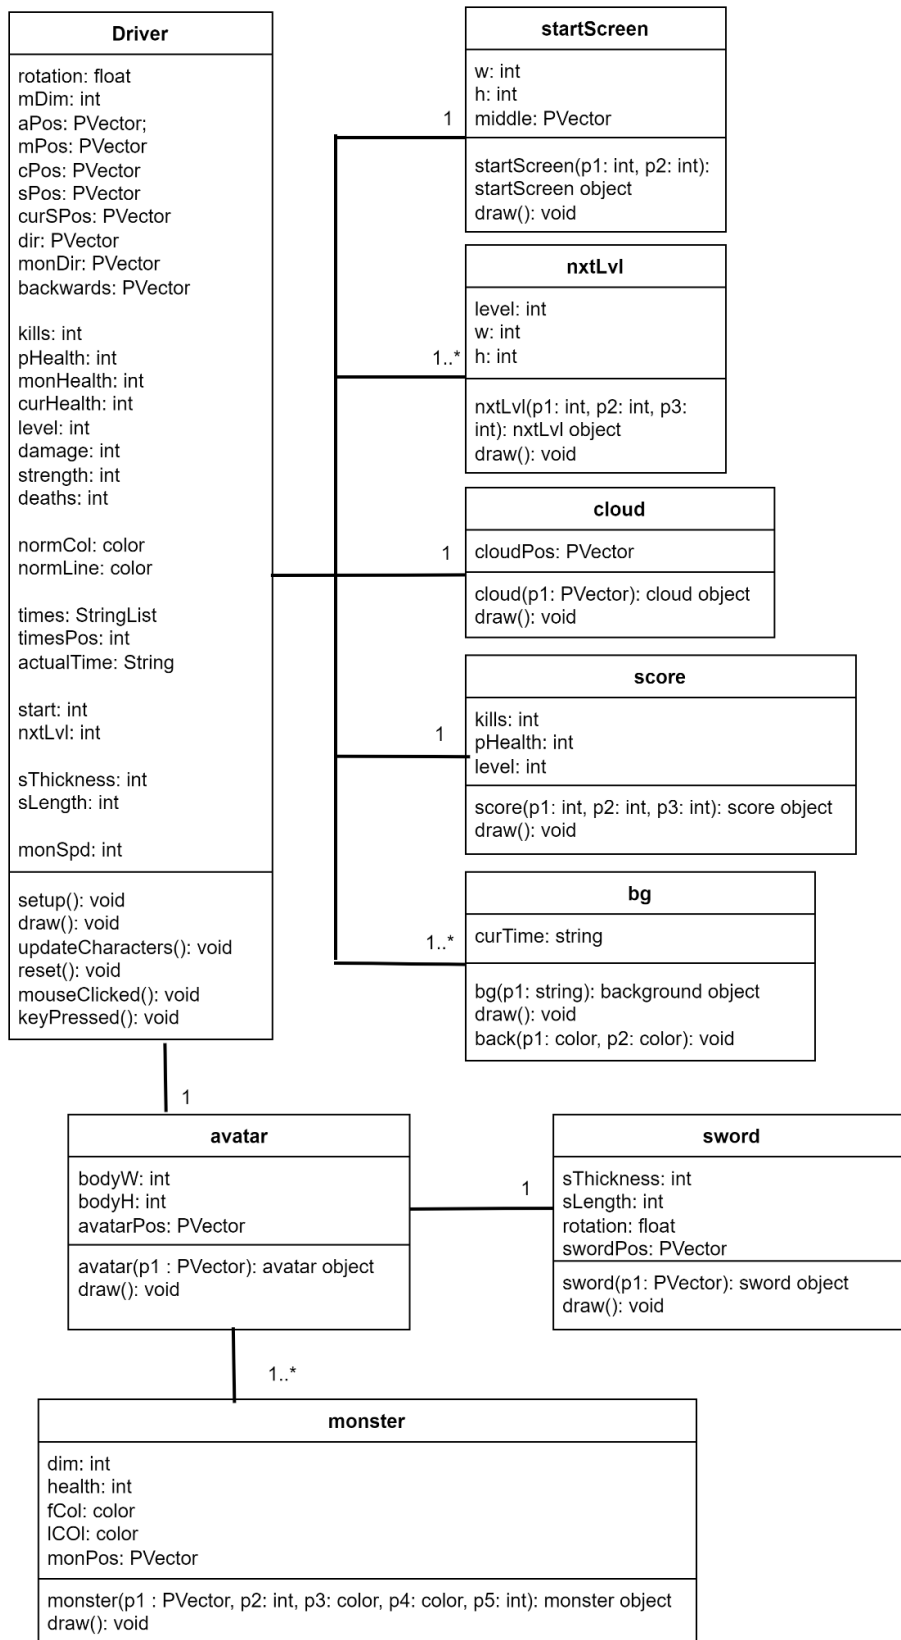 Driver
rotation: float
mDim: int
aPos: PVector;
mPos: PVector
cPos: PVector
sPos: PVector
curSPos: PVector
dir: PVector
monDir: PVector
backwards: PVector
kills: int
pHealth: int
monHealth: int
curHealth: int
level: int
damage: int
strength: int
deaths: int
normCol: color
normLine: color
times: StringList
timesPos: int
actualTime: String
start: int
nxtLvl: int
sThickness: int
sLength: int
monSpd: int
setup(): void
draw(): void
updateCharacters(): void
reset(): void
mouseClicked(): void
keyPressed(): void
1
startScreen
w: int
h: int
middle: PVector
startScreen(p1: int, p2: int):
startScreen object
draw(): void
1..*
nxtLvl
level: int
w: int
h: int
nxtLvl(p1: int, p2: int, p3:
int): nxtLvl object
draw(): void
1
cloud
cloudPos: PVector
cloud(p1: PVector): cloud object
draw(): void
1
score
kills: int
pHealth: int
level: int
score(p1: int, p2: int, p3: int): score object
draw(): void
1..*
bg
curTime: string
bg(p1: string): background object
draw(): void
back(p1: color, p2: color): void
1
avatar
bodyW: int
bodyH: int
avatarPos: PVector
avatar(p1 : PVector): avatar object
draw(): void
1
sword
sThickness: int
sLength: int
rotation: float
swordPos: PVector
sword(p1: PVector): sword object
draw(): void
1..*
monster
dim: int
health: int
fCol: color
lCOl: color
monPos: PVector
monster(p1 : PVector, p2: int, p3: color, p4: color, p5: int): monster object
draw(): void